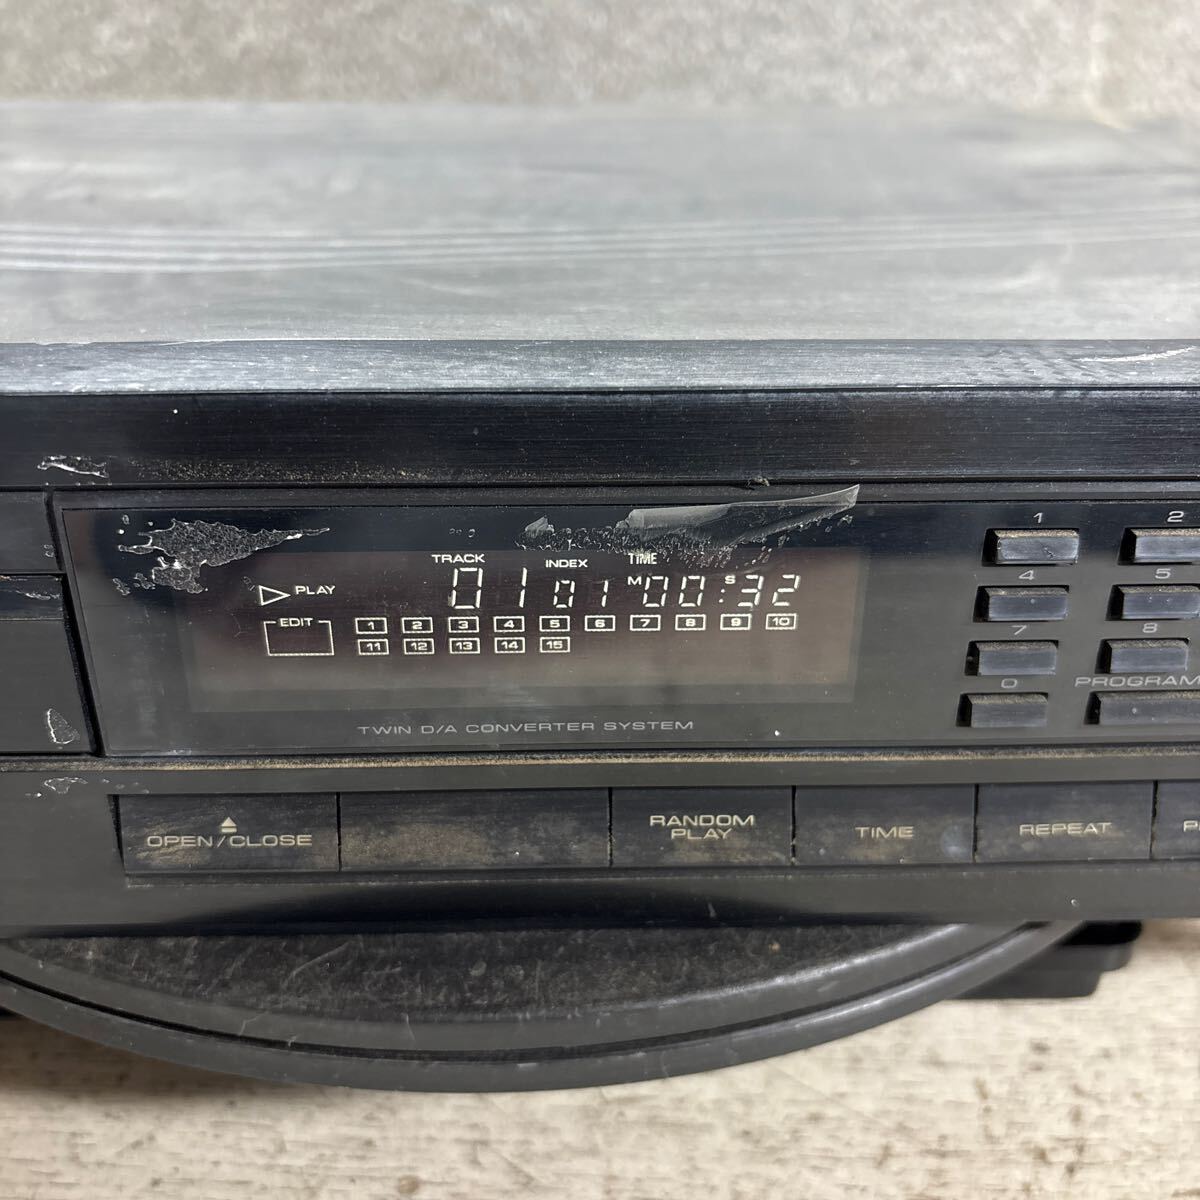 TRACK INDEX TIME
PLAY 01 01 M 00 : S 32
EDIT 1 2 3 4 5 6 7 8 9 10
11 12 13 14 15
TWIN D/A CONVERTER SYSTEM
1 2
4 5
7 8
0 PROGRAM
OPEN/CLOSE
RANDOM
PLAY
TIME
REPEAT